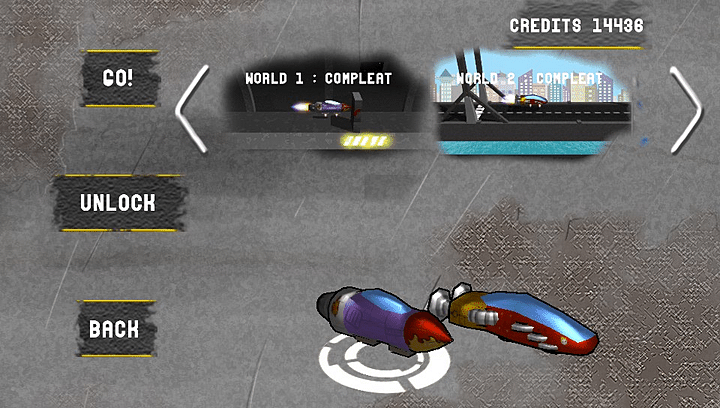 CREDITS 14436
GO!
WORLD 1 : COMPLEAT
WORLD 2 : COMPLEAT
UNLOCK
BACK